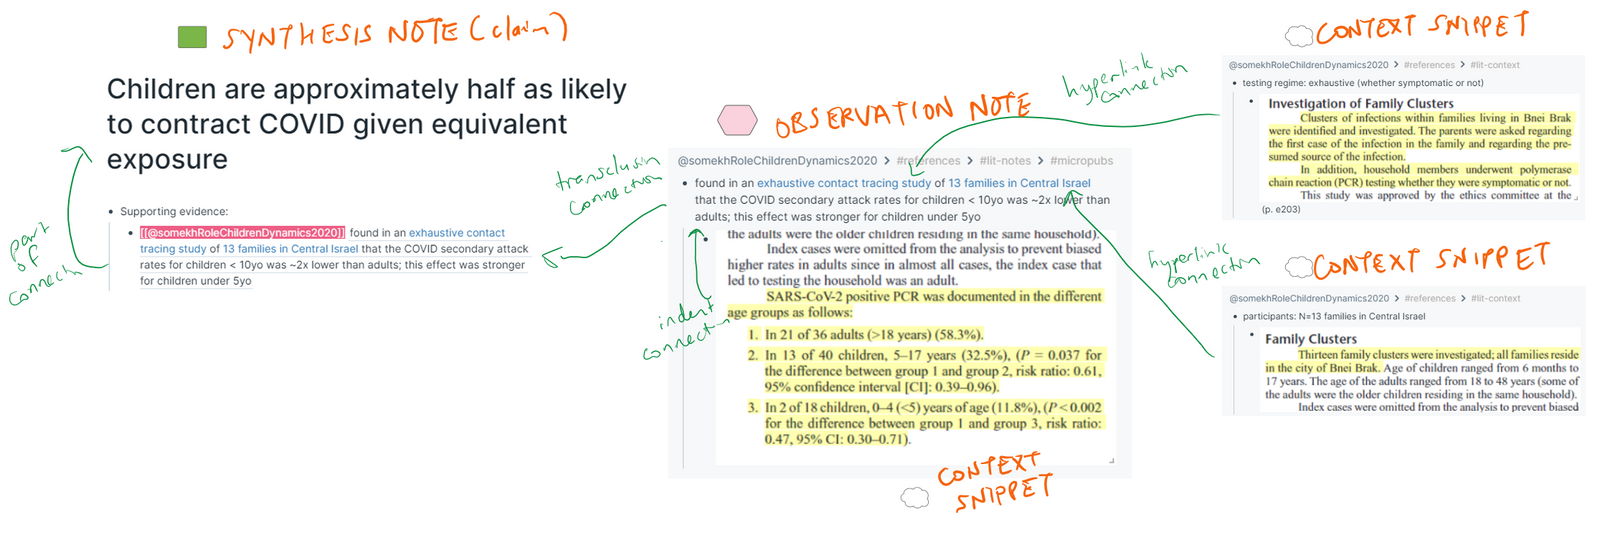 SYNTHESIS NOTE (claim)
Children are approximately half as likely
to contract COVID given equivalent
exposure
part
of
connectn
Supporting evidence:
[[@somekhRoleChildrenDynamics2020]] found in an exhaustive contact
tracing study of 13 families in Central Israel that the COVID secondary attack
rates for children < 10yo was ~2x lower than adults; this effect was stronger
for children under 5yo
transclusion
connection
OBSERVATION NOTE
@somekhRoleChildrenDynamics2020 > #references > #lit-notes > #micropubs
found in an exhaustive contact tracing study of 13 families in Central Israel
that the COVID secondary attack rates for children < 10yo was ~2x lower than
adults; this effect was stronger for children under 5yo
indent
connection
the adults were the older children residing in the same household).
Index cases were omitted from the analysis to prevent biased
higher rates in adults since in almost all cases, the index case that
led to testing the household was an adult.
SARS-CoV-2 positive PCR was documented in the different
age groups as follows:
1. In 21 of 36 adults (>18 years) (58.3%).
2. In 13 of 40 children, 5–17 years (32.5%), (P = 0.037 for
the difference between group 1 and group 2, risk ratio: 0.61,
95% confidence interval [CI]: 0.39–0.96).
3. In 2 of 18 children, 0–4 (<5) years of age (11.8%), (P<0.002
for the difference between group 1 and group 3, risk ratio:
0.47, 95% CI: 0.30–0.71).
CONTEXT
SNIPPET
hyperlink
connection
CONTEXT SNIPPET
@somekhRoleChildrenDynamics2020 > #references > #lit-context
testing regime: exhaustive (whether symptomatic or not)
Investigation of Family Clusters
Clusters of infections within families living in Bnei Brak
were identified and investigated. The parents were asked regarding
the first case of the infection in the family and regarding the pre-
sumed source of the infection.
In addition, household members underwent polymerase
chain reaction (PCR) testing whether they were symptomatic or not.
This study was approved by the ethics committee at the
(p. e203)
hyperlink
connection
CONTEXT SNIPPET
@somekhRoleChildrenDynamics2020 > #references > #lit-context
participants: N=13 families in Central Israel
Family Clusters
Thirteen family clusters were investigated; all families reside
in the city of Bnei Brak. Age of children ranged from 6 months to
17 years. The age of the adults ranged from 18 to 48 years (some of
the adults were the older children residing in the same household).
Index cases were omitted from the analysis to prevent biased